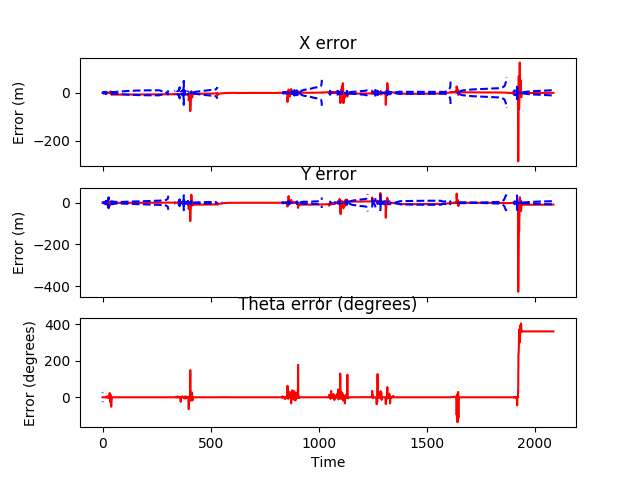 X error
0
−200
Error (m)
Y error
0
−200
−400
Error (m)
Theta error (degrees)
400
200
0
Error (degrees)
0 500 1000 1500 2000
Time